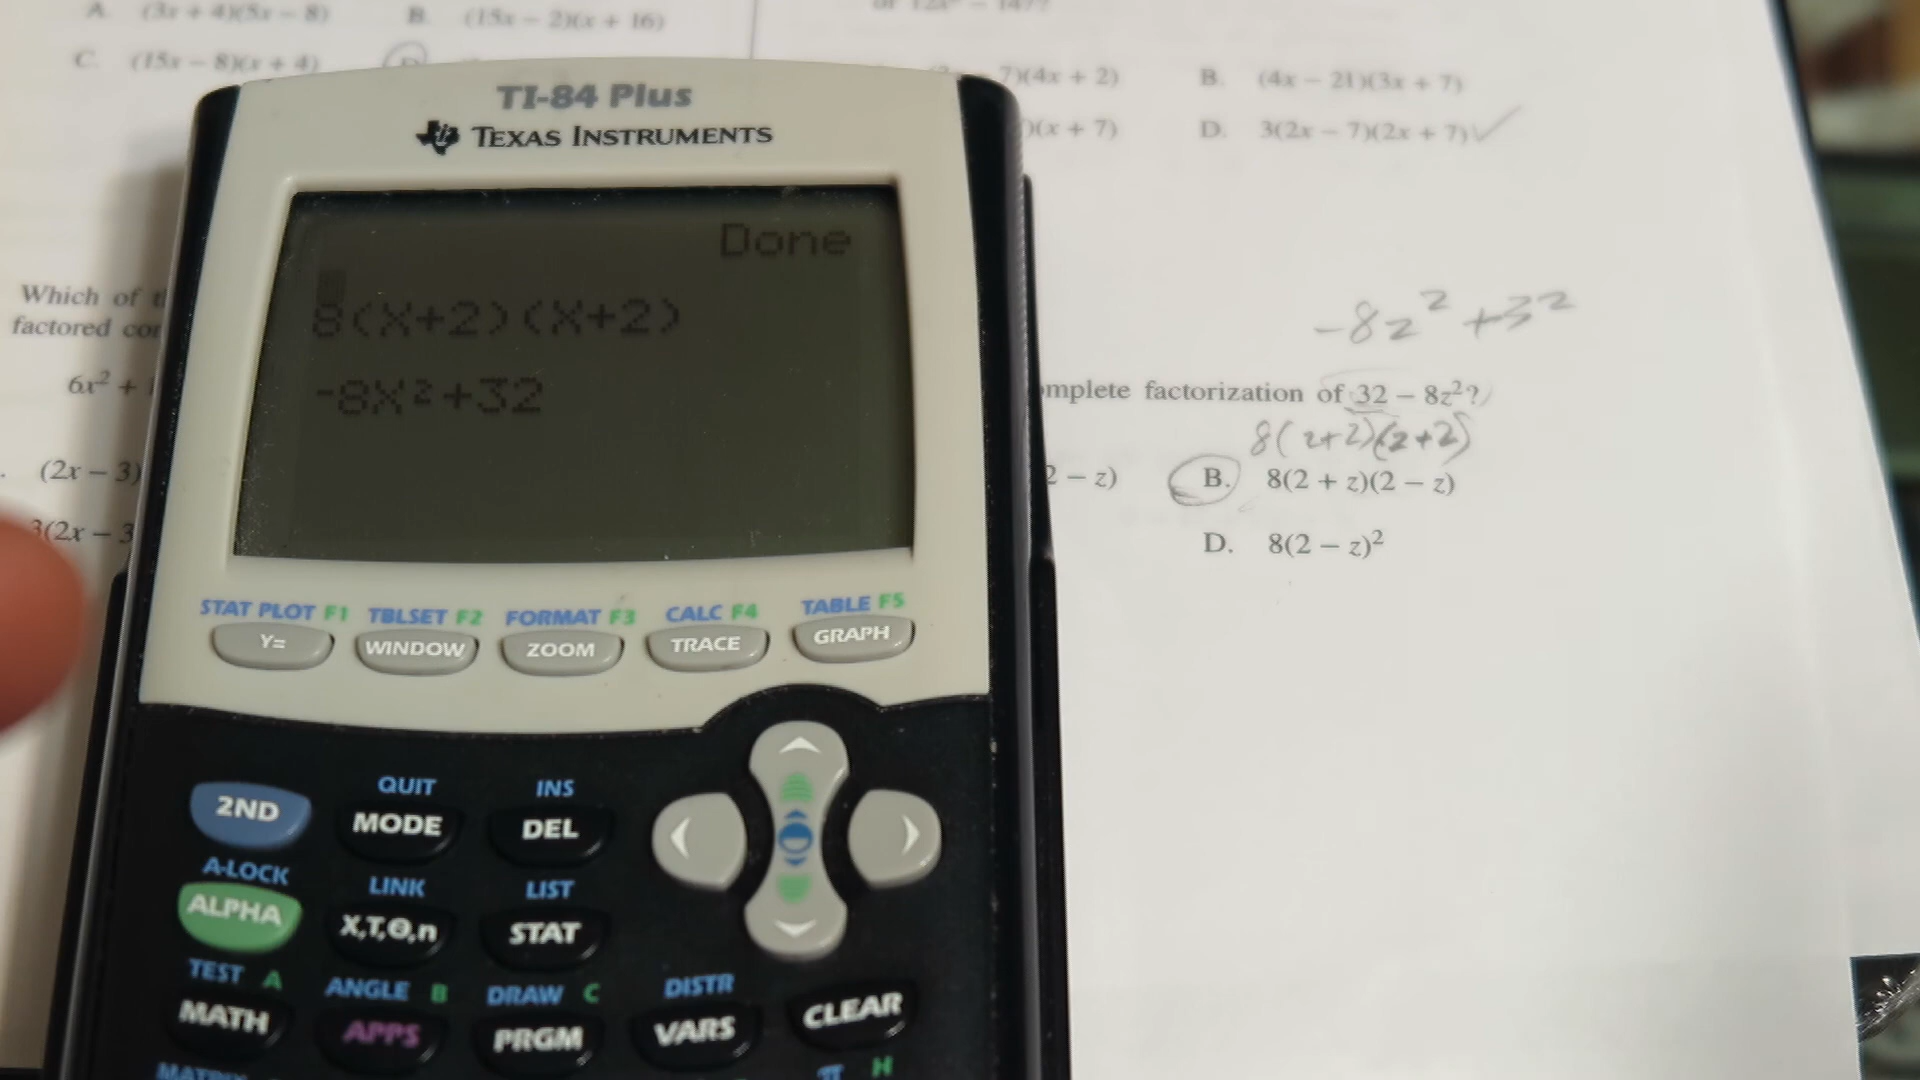 A. (3x + 4)(5x − 8) B. (15x − 2)(x + 16)
C. (15x − 8)(x + 4)
7)(4x + 2) B. (4x − 21)(3x + 7)
)(x + 7) D. 3(2x − 7)(2x + 7)✓
TI-84 Plus
TEXAS INSTRUMENTS
Done
8(X+2)(X+2)
-8X²+32
Which of t
factored co
6x² +
(2x − 3)
3(2x − 3
-8z² +3²
mplete factorization of 32 − 8z²?
8(z+2)(z+2)
2 − z) B. 8(2 + z)(2 − z)
D. 8(2 − z)²
STAT PLOT F1 TBLSET F2 FORMAT F3 CALC F4 TABLE F5
Y= WINDOW ZOOM TRACE GRAPH
QUIT INS
2ND MODE DEL
A-LOCK LINK LIST
ALPHA X,T,Θ,n STAT
TEST A ANGLE B DRAW C DISTR
MATH APPS PRGM VARS CLEAR
π H